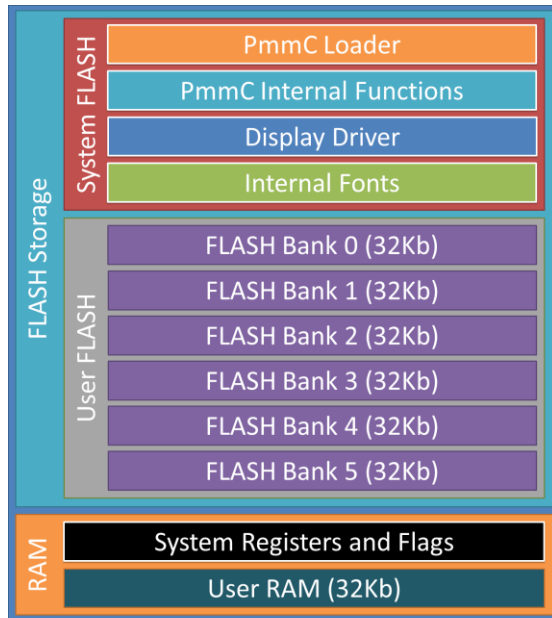 FLASH Storage
System FLASH
PmmC Loader
PmmC Internal Functions
Display Driver
Internal Fonts
User FLASH
FLASH Bank 0 (32Kb)
FLASH Bank 1 (32Kb)
FLASH Bank 2 (32Kb)
FLASH Bank 3 (32Kb)
FLASH Bank 4 (32Kb)
FLASH Bank 5 (32Kb)
RAM
System Registers and Flags
User RAM (32Kb)